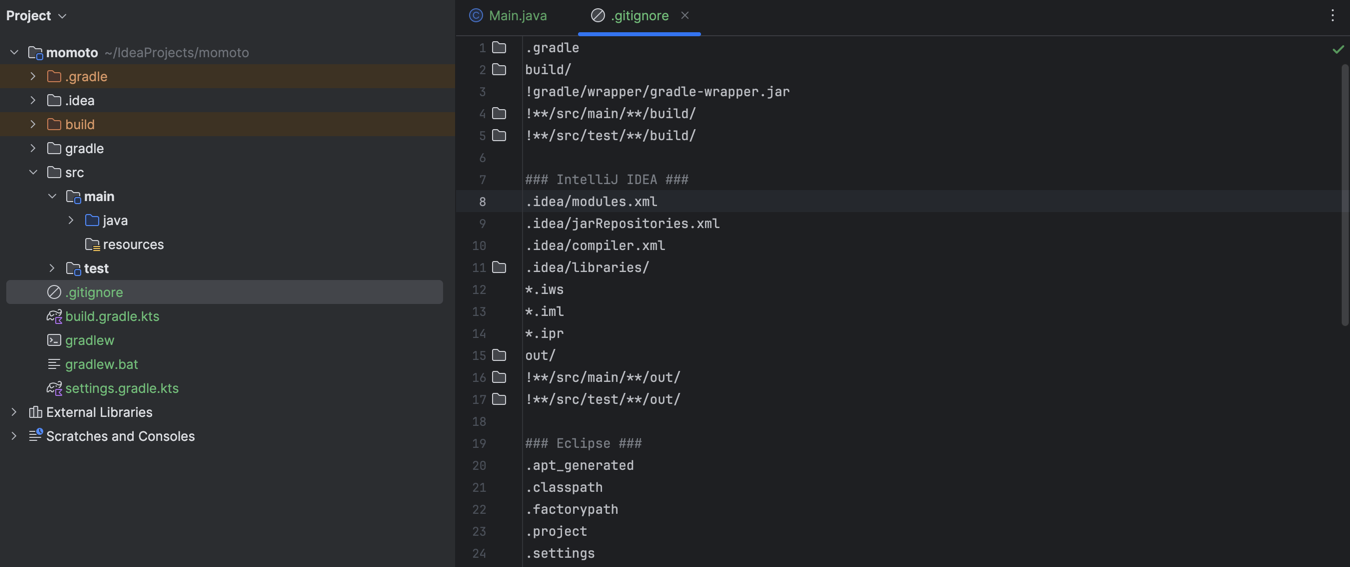 Project
momoto ~/IdeaProjects/momoto
.gradle
.idea
build
gradle
src
main
java
resources
test
.gitignore
build.gradle.kts
gradlew
gradlew.bat
settings.gradle.kts
External Libraries
Scratches and Consoles
Main.java .gitignore
1 .gradle
2 build/
3 !gradle/wrapper/gradle-wrapper.jar
4 !**/src/main/**/build/
5 !**/src/test/**/build/
6
7 ### IntelliJ IDEA ###
8 .idea/modules.xml
9 .idea/jarRepositories.xml
10 .idea/compiler.xml
11 .idea/libraries/
12 *.iws
13 *.iml
14 *.ipr
15 out/
16 !**/src/main/**/out/
17 !**/src/test/**/out/
18
19 ### Eclipse ###
20 .apt_generated
21 .classpath
22 .factorypath
23 .project
24 .settings